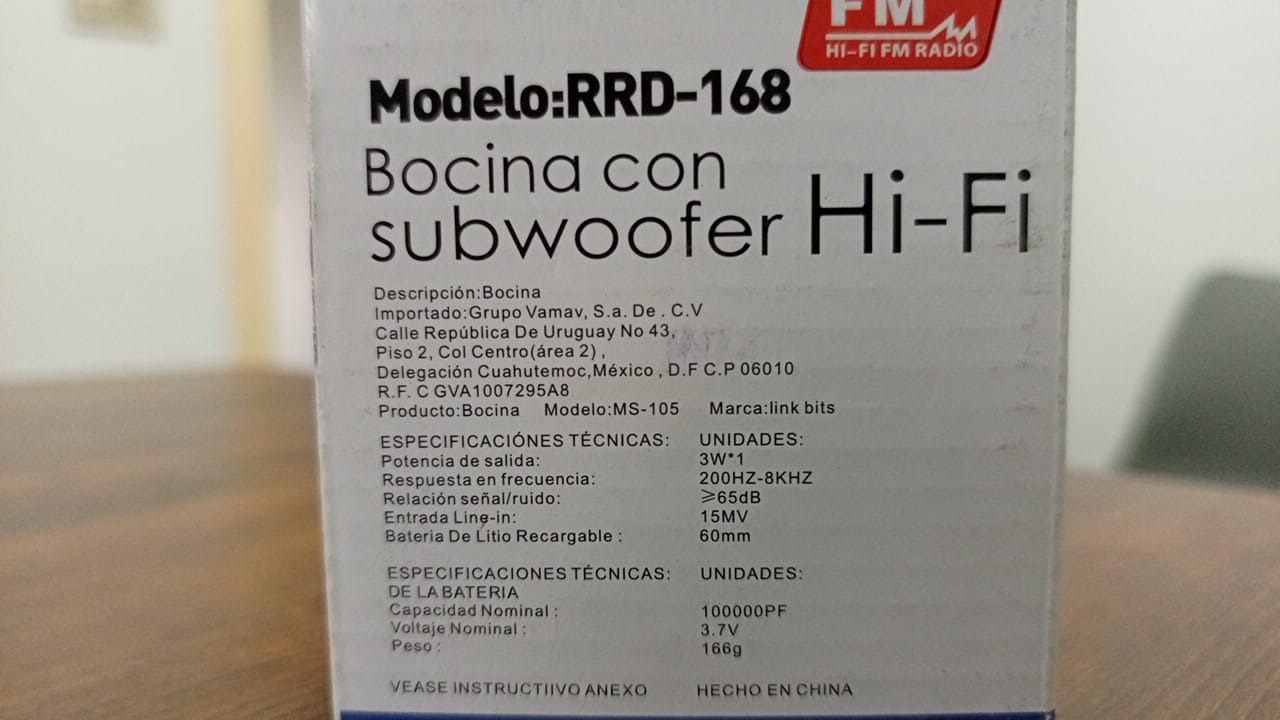 FM
HI-FI FM RADIO
Modelo:RRD-168
Bocina con
subwoofer Hi-Fi
Descripción:Bocina
Importado:Grupo Vamav, S.a. De . C.V
Calle República De Uruguay No 43,
Piso 2, Col Centro(área 2) ,
Delegación Cuahutemoc,México , D.F C.P 06010
R.F. C GVA1007295A8
Producto:Bocina Modelo:MS-105 Marca:link bits
ESPECIFICACIÓNES TÉCNICAS: UNIDADES:
Potencia de salida: 3W*1
Respuesta en frecuencia: 200HZ-8KHZ
Relación señal/ruido: ≥65dB
Entrada Line-in: 15MV
Bateria De Litio Recargable : 60mm
ESPECIFICACIONES TÉCNICAS: UNIDADES:
DE LA BATERIA
Capacidad Nominal : 100000PF
Voltaje Nominal : 3.7V
Peso : 166g
VEASE INSTRUCTIIVO ANEXO HECHO EN CHINA